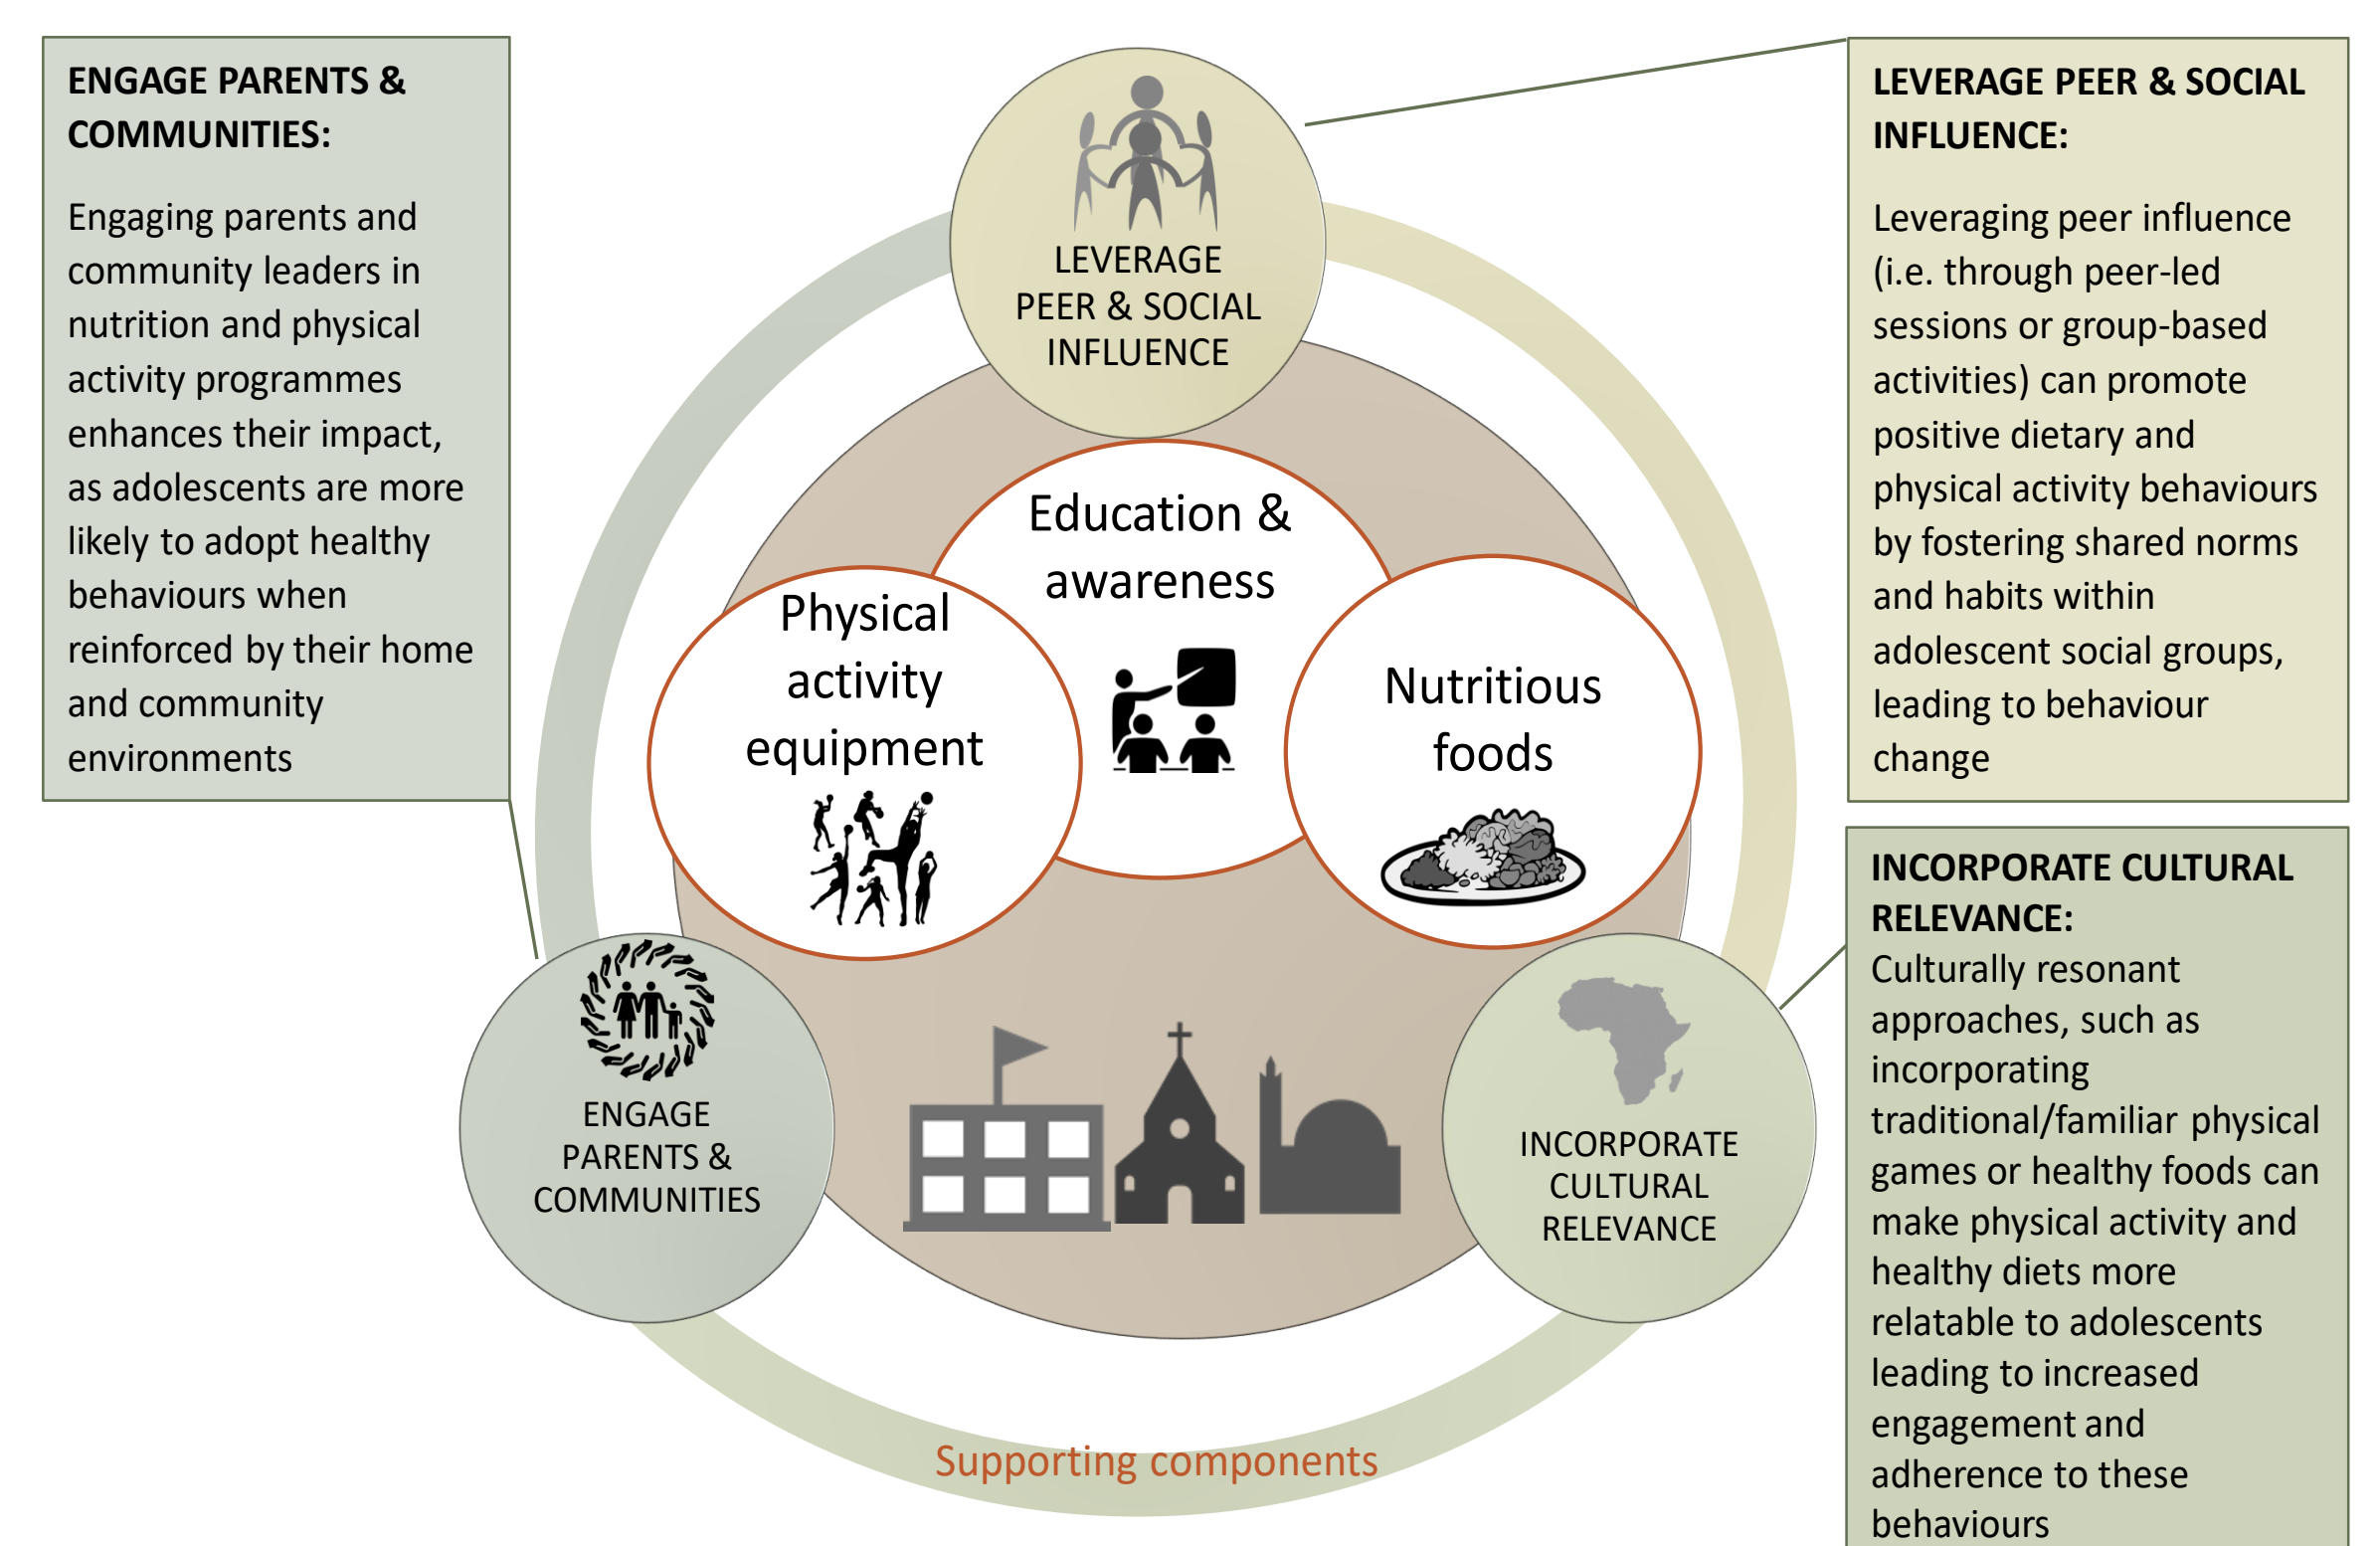 ENGAGE PARENTS &
COMMUNITIES:
Engaging parents and
community leaders in
nutrition and physical
activity programmes
enhances their impact,
as adolescents are more
likely to adopt healthy
behaviours when
reinforced by their home
and community
environments
LEVERAGE
PEER & SOCIAL
INFLUENCE
Education &
awareness
Physical
activity
equipment
Nutritious
foods
ENGAGE
PARENTS &
COMMUNITIES
INCORPORATE
CULTURAL
RELEVANCE
Supporting components
LEVERAGE PEER & SOCIAL
INFLUENCE:
Leveraging peer influence
(i.e. through peer-led
sessions or group-based
activities) can promote
positive dietary and
physical activity behaviours
by fostering shared norms
and habits within
adolescent social groups,
leading to behaviour
change
INCORPORATE CULTURAL
RELEVANCE:
Culturally resonant
approaches, such as
incorporating
traditional/familiar physical
games or healthy foods can
make physical activity and
healthy diets more
relatable to adolescents
leading to increased
engagement and
adherence to these
behaviours